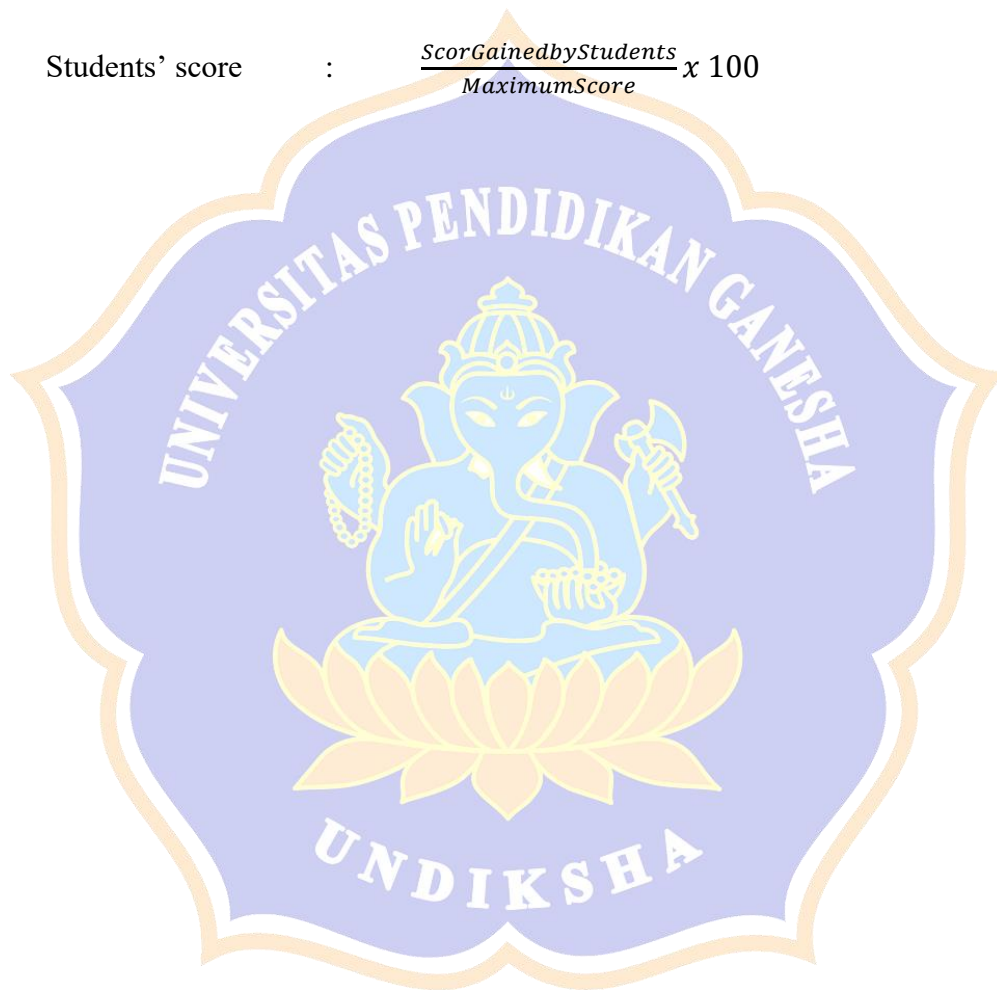 Students’ score : ScorGainedbyStudents/MaximumScore x 100
UNIVERSITAS PENDIDIKAN GANESHA
UNDIKSHA